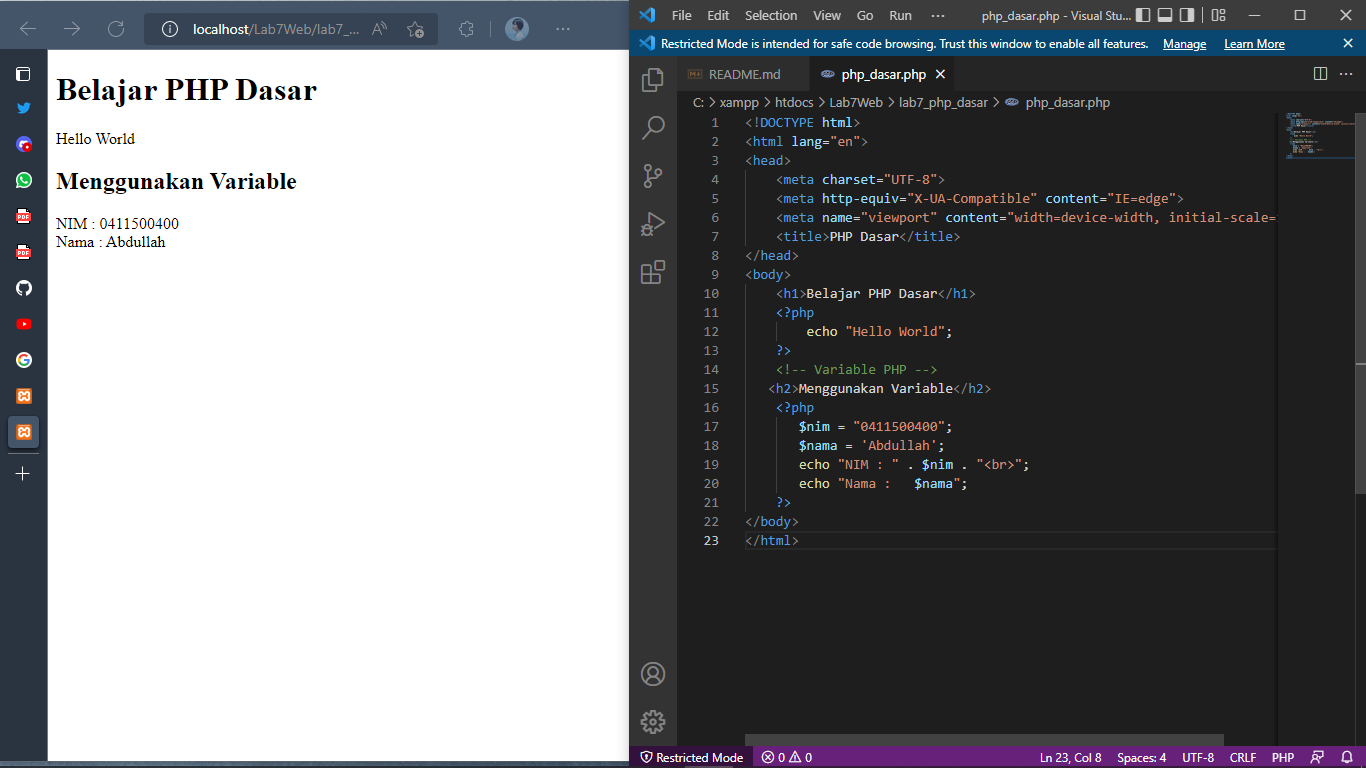 localhost/Lab7Web/lab7_...
Belajar PHP Dasar
Hello World
Menggunakan Variable
NIM : 0411500400
Nama : Abdullah
File Edit Selection View Go Run ··· php_dasar.php - Visual Stu...
Restricted Mode is intended for safe code browsing. Trust this window to enable all features. Manage Learn More
README.md php_dasar.php
C: > xampp > htdocs > Lab7Web > lab7_php_dasar > php_dasar.php
1 <!DOCTYPE html>
2 <html lang="en">
3 <head>
4 <meta charset="UTF-8">
5 <meta http-equiv="X-UA-Compatible" content="IE=edge">
6 <meta name="viewport" content="width=device-width, initial-scale=
7 <title>PHP Dasar</title>
8 </head>
9 <body>
10 <h1>Belajar PHP Dasar</h1>
11 <?php
12 echo "Hello World";
13 ?>
14 <!-- Variable PHP -->
15 <h2>Menggunakan Variable</h2>
16 <?php
17 $nim = "0411500400";
18 $nama = 'Abdullah';
19 echo "NIM : " . $nim . "<br>";
20 echo "Nama :   $nama";
21 ?>
22 </body>
23 </html>
Restricted Mode 0 0 Ln 23, Col 8 Spaces: 4 UTF-8 CRLF PHP